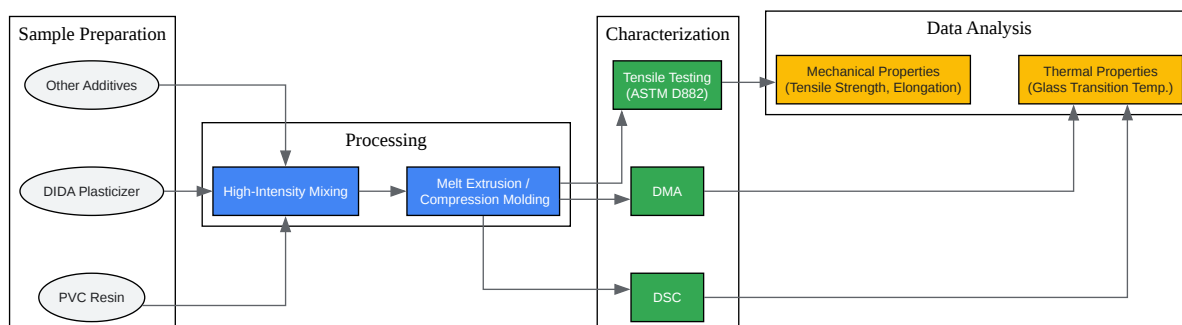 Sample Preparation
Other Additives
DIDA Plasticizer
PVC Resin
Processing
High-Intensity Mixing
Melt Extrusion /
Compression Molding
Characterization
Tensile Testing
(ASTM D882)
DMA
DSC
Data Analysis
Mechanical Properties
(Tensile Strength, Elongation)
Thermal Properties
(Glass Transition Temp.)